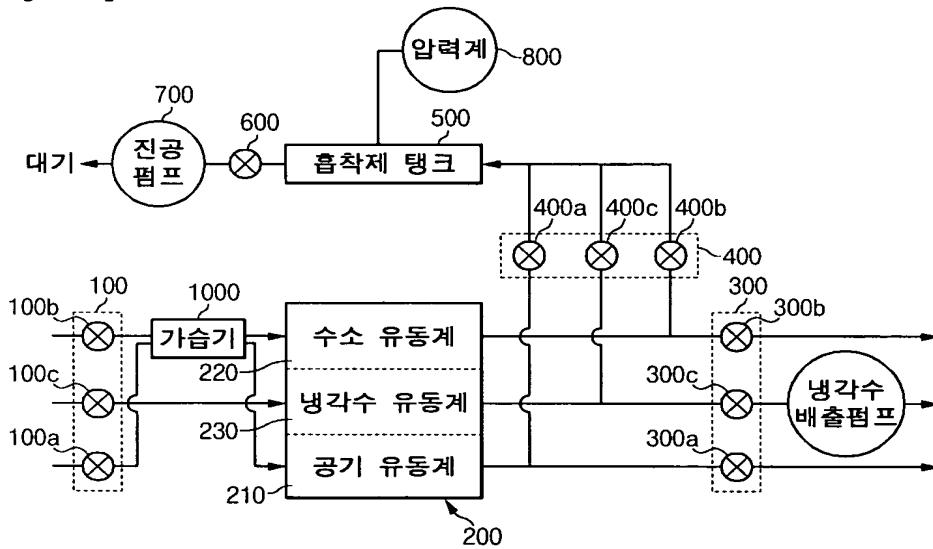 압력계
800
700
600
500
대기
진공
펌프
흡착제 탱크
400a
400c
400b
400
100b
100
1000
300
300b
가습기
수소 유동계
220
100c
냉각수 유동계
300c
냉각수
배출펌프
230
100a
공기 유동계
300a
210
200